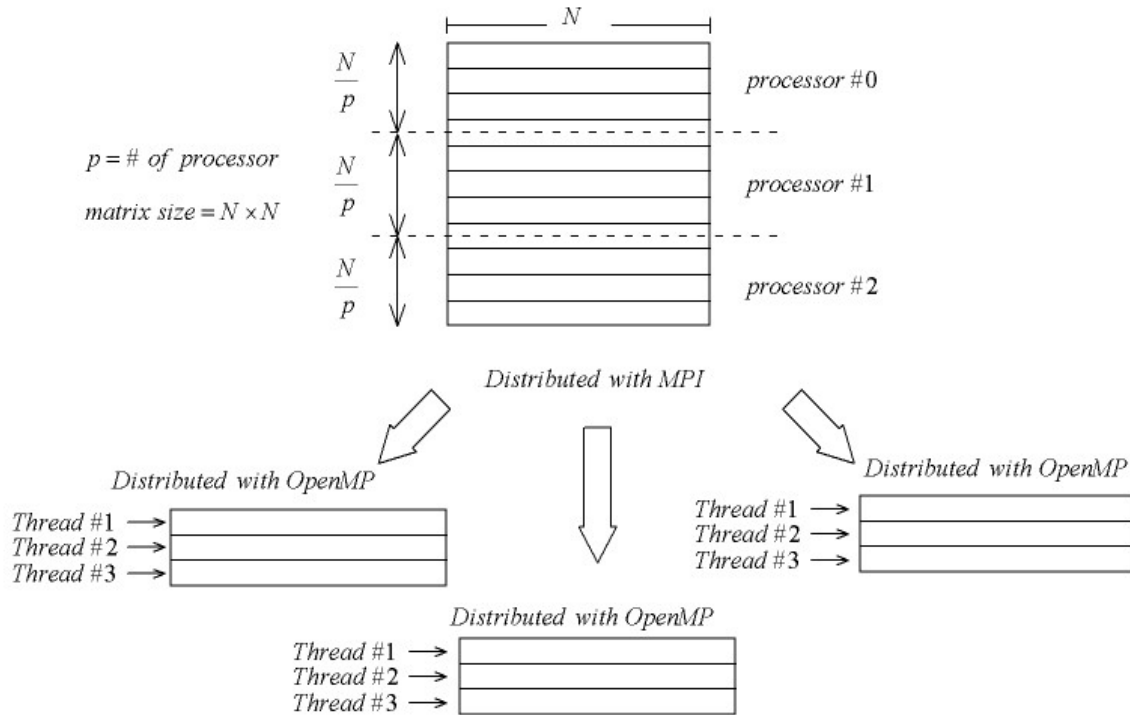 N
N
p
processor #0
p = # of processor
matrix size = N × N
N
p
processor #1
N
p
processor #2
Distributed with MPI
Distributed with OpenMP
Thread #1
Thread #2
Thread #3
Distributed with OpenMP
Thread #1
Thread #2
Thread #3
Distributed with OpenMP
Thread #1
Thread #2
Thread #3